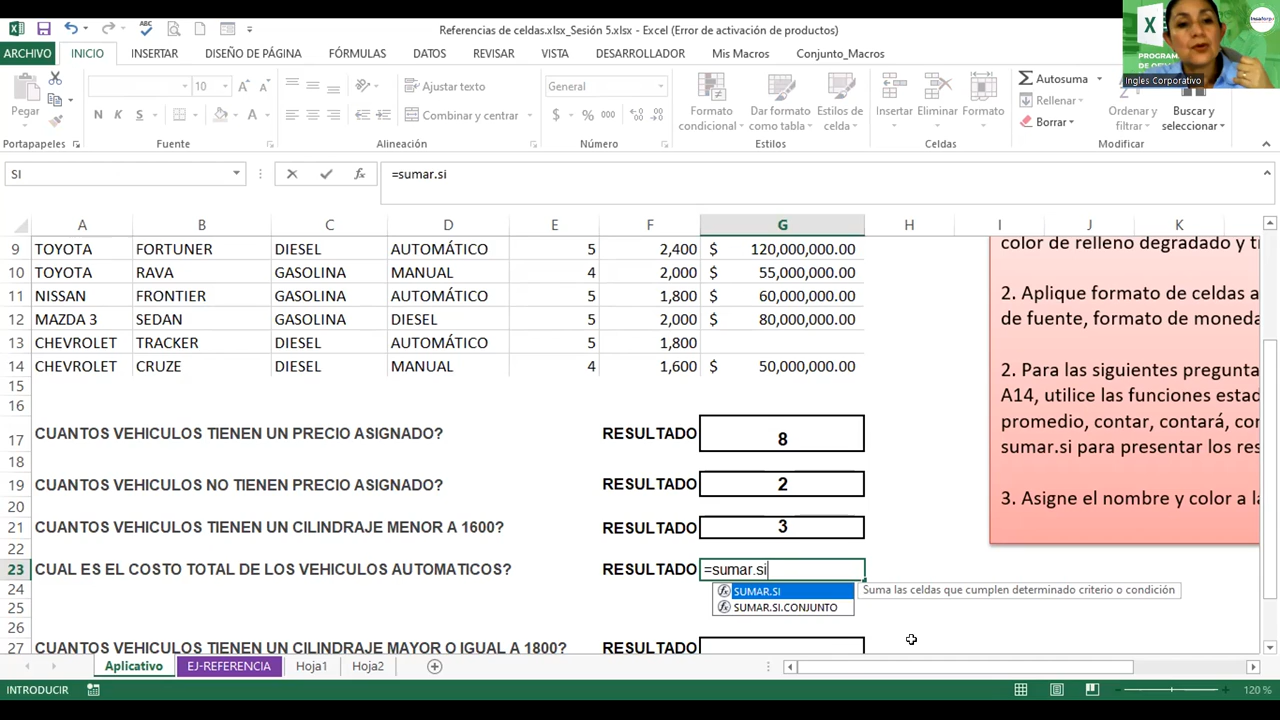 Referencias de celdas.xlsx_Sesión 5.xlsx - Excel (Error de activación de productos)
ARCHIVO INICIO INSERTAR DISEÑO DE PÁGINA FÓRMULAS DATOS REVISAR VISTA DESARROLLADOR Mis Macros Conjunto_Macros
Ingles Corporativo
Pegar
10
N K S
Ajustar texto
Combinar y centrar
General
$ % 000
Formato condicional
Dar formato como tabla
Estilos de celda
Insertar Eliminar Formato
Autosuma
Rellenar
Borrar
Ordenar y filtrar
Buscar y seleccionar
Portapapeles Fuente Alineación Número Estilos Celdas Modificar
SI =sumar.si
A B C D E F G H I J K
9 TOYOTA FORTUNER DIESEL AUTOMÁTICO 5 2,400 $ 120,000,000.00
10 TOYOTA RAVA GASOLINA MANUAL 4 2,000 $ 55,000,000.00
11 NISSAN FRONTIER GASOLINA AUTOMÁTICO 5 1,800 $ 60,000,000.00
12 MAZDA 3 SEDAN GASOLINA DIESEL 5 2,000 $ 80,000,000.00
13 CHEVROLET TRACKER DIESEL AUTOMÁTICO 5 1,800
14 CHEVROLET CRUZE DIESEL MANUAL 4 1,600 $ 50,000,000.00
15
16
17 CUANTOS VEHICULOS TIENEN UN PRECIO ASIGNADO? RESULTADO 8
18
19 CUANTOS VEHICULOS NO TIENEN PRECIO ASIGNADO? RESULTADO 2
20
21 CUANTOS VEHICULOS TIENEN UN CILINDRAJE MENOR A 1600? RESULTADO 3
22
23 CUAL ES EL COSTO TOTAL DE LOS VEHICULOS AUTOMATICOS? RESULTADO =sumar.si
24
SUMAR.SI Suma las celdas que cumplen determinado criterio o condición
25
SUMAR.SI.CONJUNTO
26
27 CUANTOS VEHICULOS TIENEN UN CILINDRAJE MAYOR O IGUAL A 1800? RESULTADO
color de relleno degradado y
2. Aplique formato de celdas a
de fuente, formato de moneda
2. Para las siguientes pregunta
A14, utilice las funciones estad
promedio, contar, contará, con
sumar.si para presentar los res
3. Asigne el nombre y color a la
Aplicativo EJ-REFERENCIA Hoja1 Hoja2
INTRODUCIR 120 %